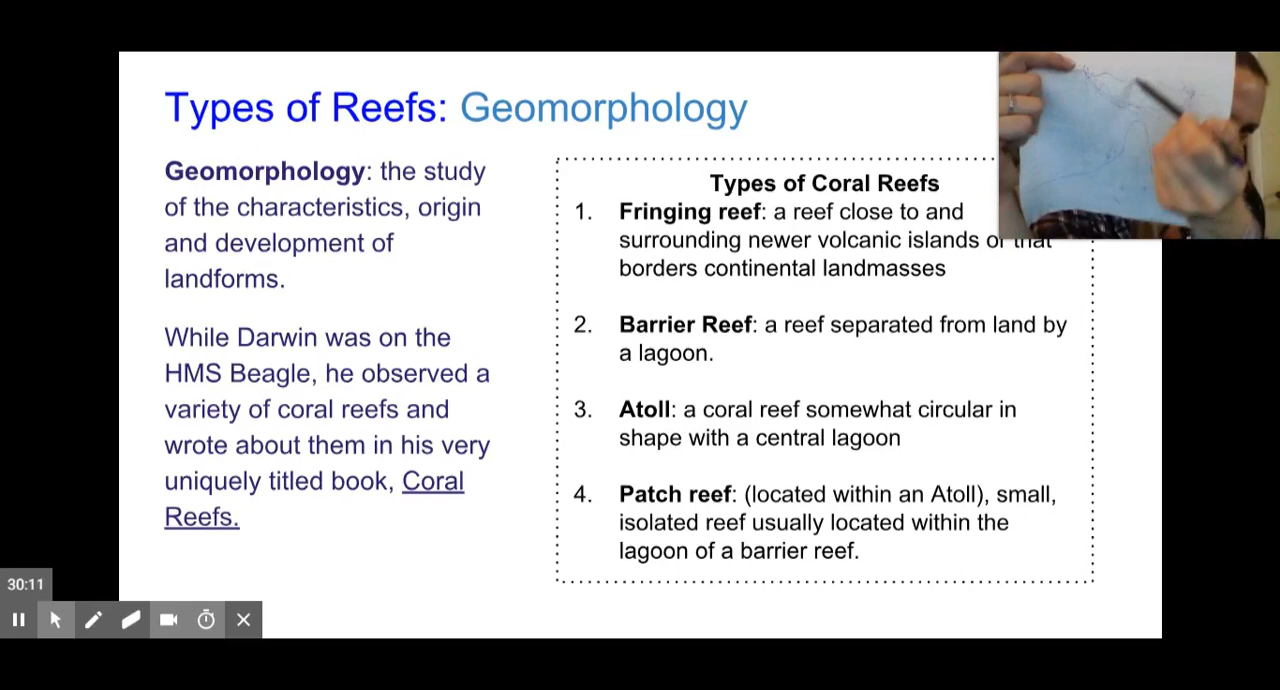 Types of Reefs: Geomorphology
Geomorphology: the study
of the characteristics, origin
and development of
landforms.
While Darwin was on the
HMS Beagle, he observed a
variety of coral reefs and
wrote about them in his very
uniquely titled book, Coral
Reefs.
Types of Coral Reefs
1. Fringing reef: a reef close to and
surrounding newer volcanic islands or that
borders continental landmasses
2. Barrier Reef: a reef separated from land by
a lagoon.
3. Atoll: a coral reef somewhat circular in
shape with a central lagoon
4. Patch reef: (located within an Atoll), small,
isolated reef usually located within the
lagoon of a barrier reef.
30:11